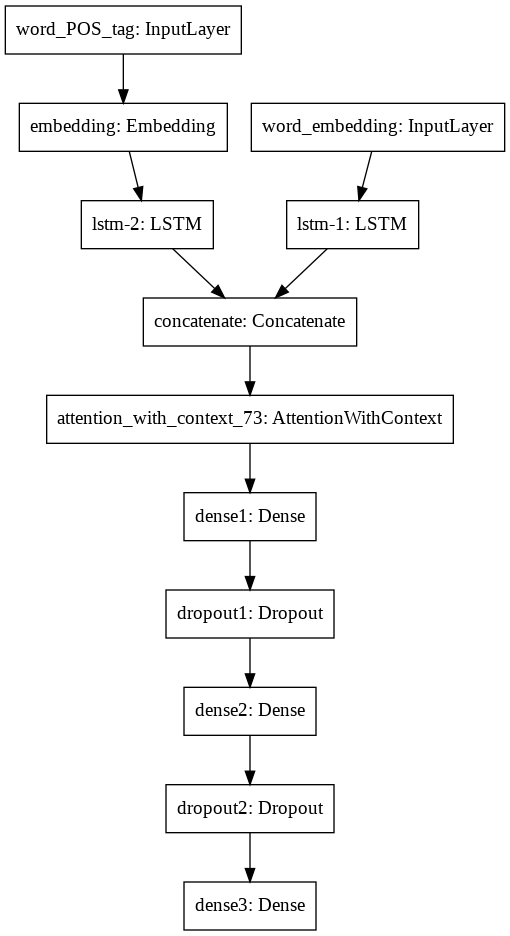 word_POS_tag: InputLayer
embedding: Embedding
word_embedding: InputLayer
lstm-2: LSTM
lstm-1: LSTM
concatenate: Concatenate
attention_with_context_73: AttentionWithContext
dense1: Dense
dropout1: Dropout
dense2: Dense
dropout2: Dropout
dense3: Dense